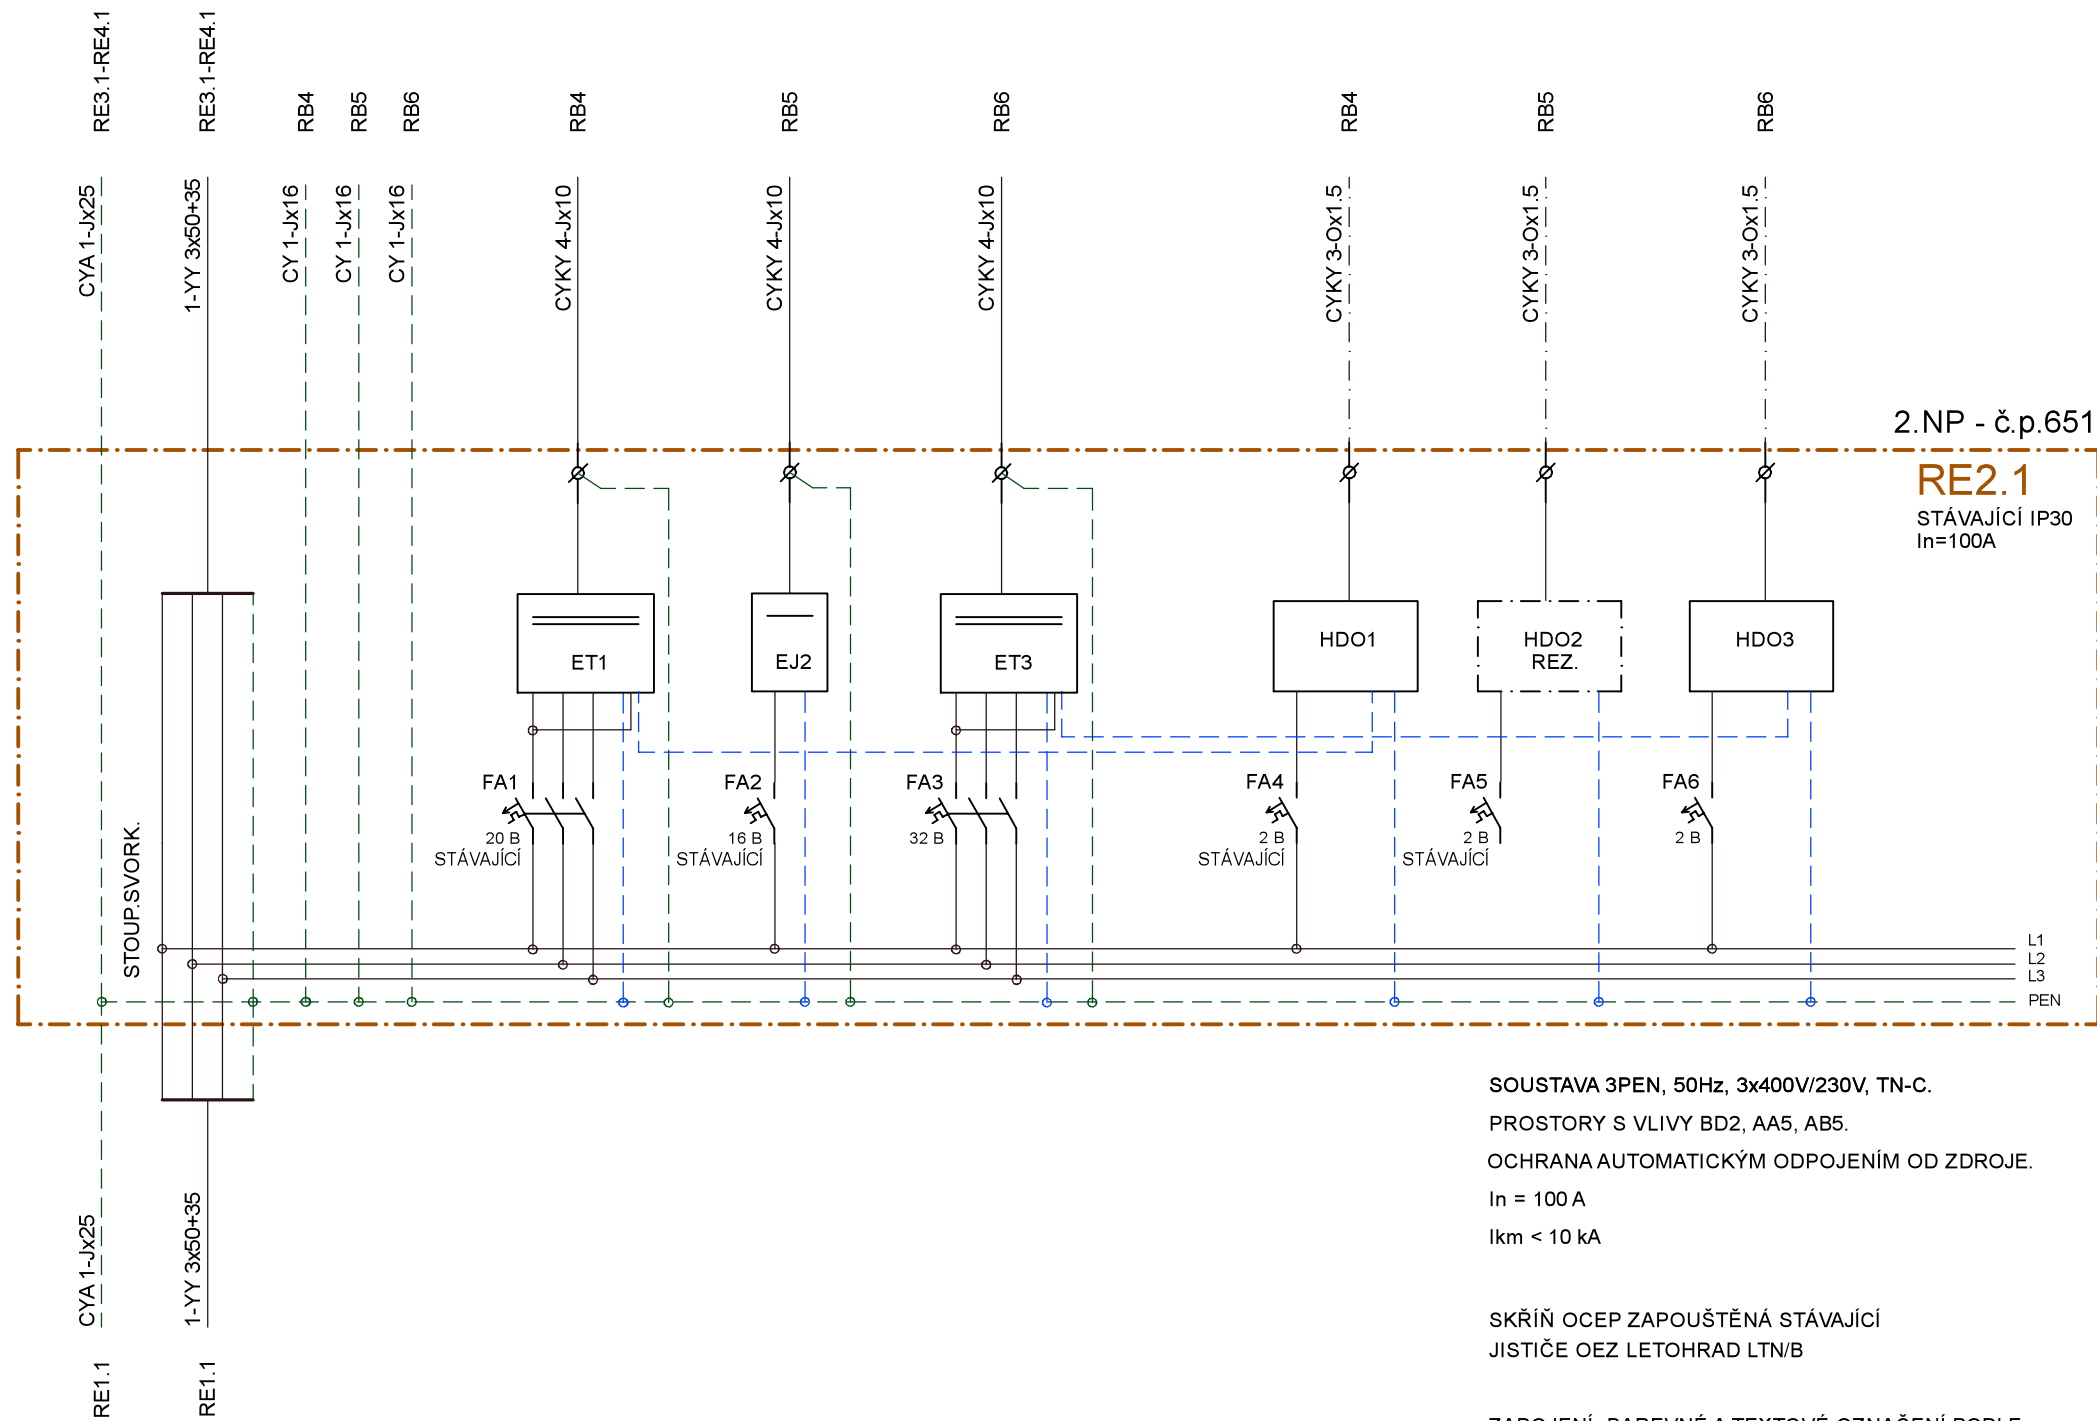 RE3.1-RE4.1
RE3.1-RE4.1
RB4
RB5
RB6
RB4
RB5
RB6
RB4
RB5
RB6
CYA 1-Jx25
1-YY 3x50+35
CY 1-Jx16
CY 1-Jx16
CY 1-Jx16
CYKY 4-Jx10
CYKY 4-Jx10
CYKY 4-Jx10
CYKY 3-Ox1.5
CYKY 3-Ox1.5
CYKY 3-Ox1.5
2.NP - č.p.651
RE2.1
STÁVAJÍCÍ IP30
In=100A
ET1
EJ2
ET3
HDO1
HDO2
REZ.
HDO3
FA1
20 B
STÁVAJÍCÍ
FA2
16 B
STÁVAJÍCÍ
FA3
32 B
FA4
2 B
STÁVAJÍCÍ
FA5
2 B
STÁVAJÍCÍ
FA6
2 B
STOUP.SVORK.
L1
L2
L3
PEN
CYA 1-Jx25
1-YY 3x50+35
RE1.1
RE1.1
SOUSTAVA 3PEN, 50Hz, 3x400V/230V, TN-C.
PROSTORY S VLIVY BD2, AA5, AB5.
OCHRANA AUTOMATICKÝM ODPOJENÍM OD ZDROJE.
In = 100 A
Ikm < 10 kA
SKŘÍŇ OCEP ZAPOUŠTĚNÁ STÁVAJÍCÍ
JISTIČE OEZ LETOHRAD LTN/B
ZAPOJENÍ, BAREVNÉ A TEXTOVÉ OZNAČENÍ PODLE